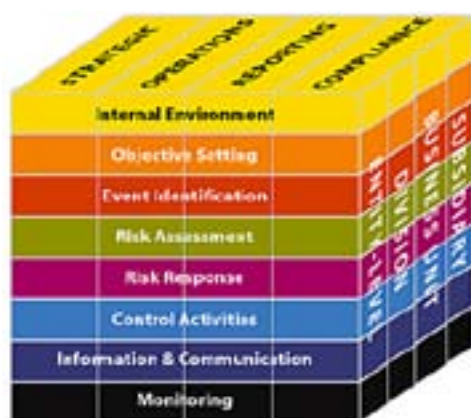 STRATEGIC
OPERATIONS
REPORTING
COMPLIANCE
Internal Environment
Objective Setting
Event Identification
Risk Assessment
Risk Response
Control Activities
Information & Communication
Monitoring
ENTITY-LEVEL
DIVISION
BUSINESS UNIT
SUBSIDIARY